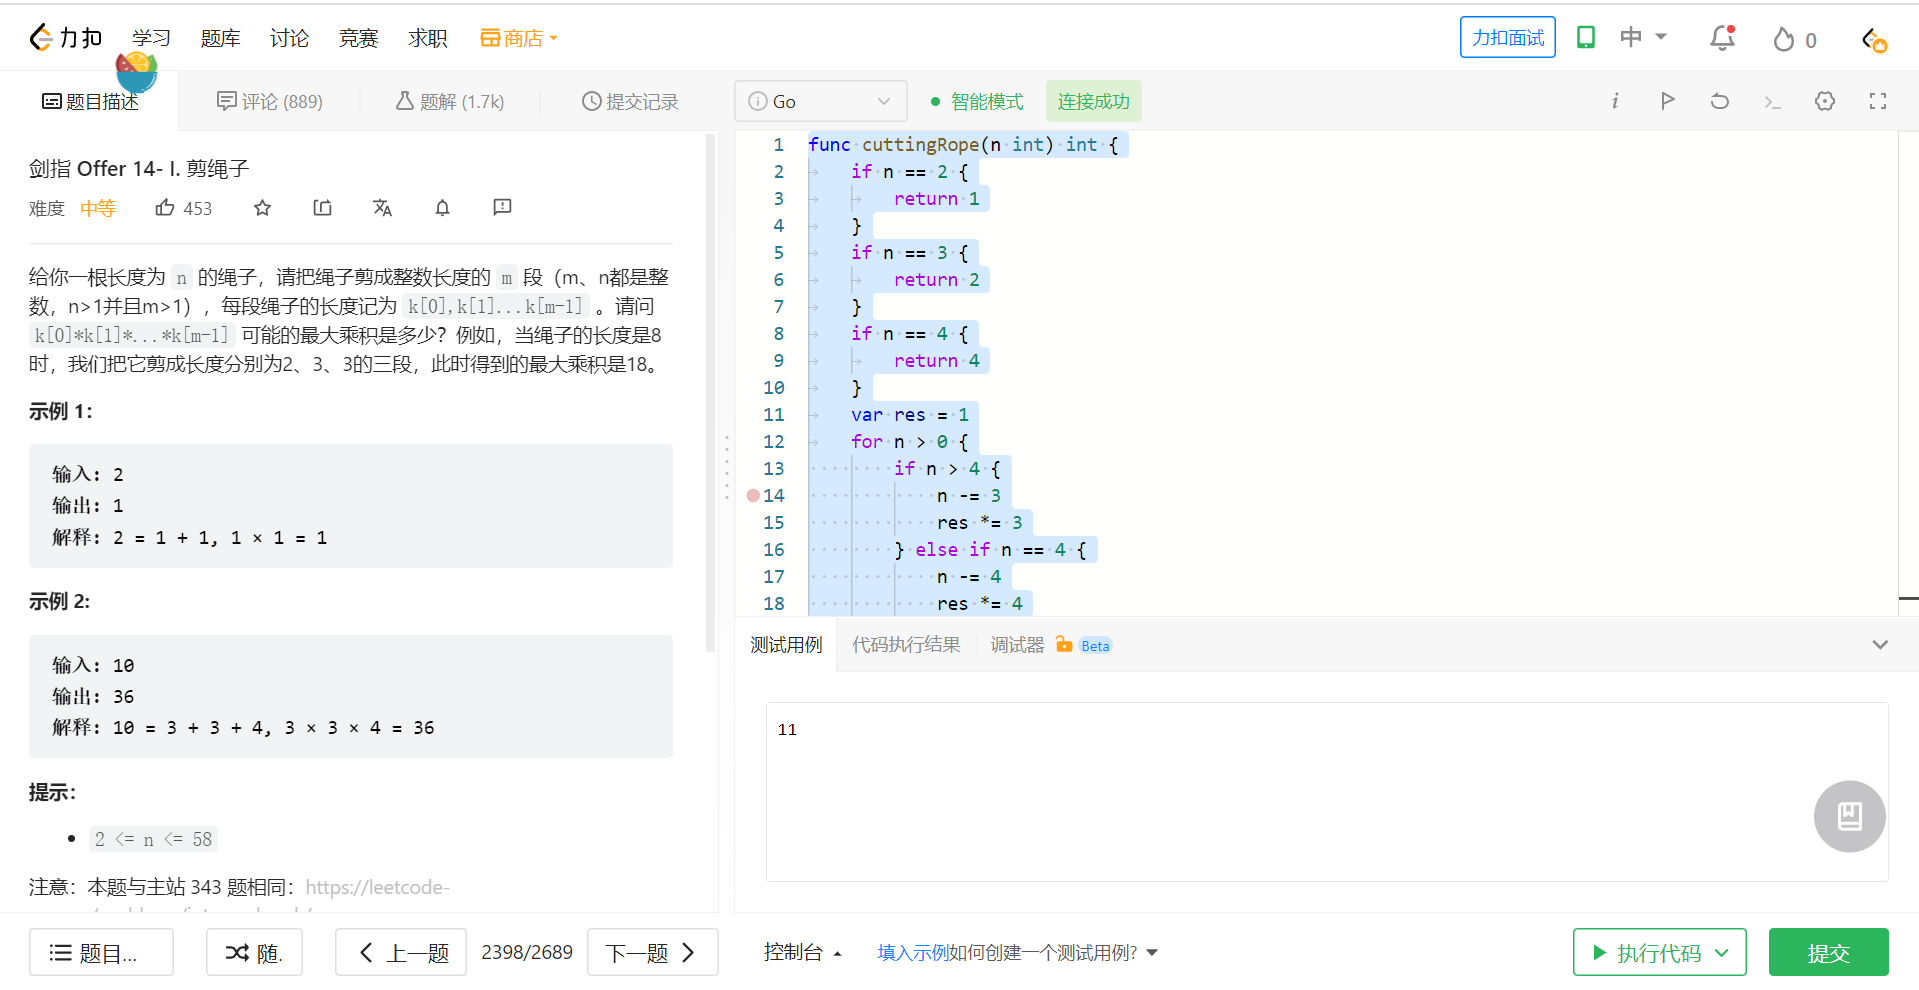 力扣 学习 题库 讨论 竞赛 求职 商店 力扣面试 中 0
题目描述 评论 (889) 题解 (1.7k) 提交记录 i Go 智能模式 连接成功 i
剑指 Offer 14- I. 剪绳子
难度 中等 453
给你一根长度为 n 的绳子，请把绳子剪成整数长度的 m 段（m、n都是整
数，n>1并且m>1），每段绳子的长度记为 k[0],k[1]...k[m-1] 。请问
k[0]*k[1]*...*k[m-1] 可能的最大乘积是多少？例如，当绳子的长度是8
时，我们把它剪成长度分别为2、3、3的三段，此时得到的最大乘积是18。
示例 1：
输入: 2
输出: 1
解释: 2 = 1 + 1, 1 × 1 = 1
示例 2:
输入: 10
输出: 36
解释: 10 = 3 + 3 + 4, 3 × 3 × 4 = 36
提示：
2 <= n <= 58
注意：本题与主站 343 题相同：https://leetcode-
题目... 随. 上一题 2398/2689 下一题
1 func cuttingRope(n int) int {
2 if n == 2 {
3 return 1
4 }
5 if n == 3 {
6 return 2
7 }
8 if n == 4 {
9 return 4
10 }
11 var res = 1
12 for n > 0 {
13 if n > 4 {
14 n -= 3
15 res *= 3
16 } else if n == 4 {
17 n -= 4
18 res *= 4
测试用例 代码执行结果 调试器 Beta
11
控制台 填入示例如何创建一个测试用例? 执行代码 提交